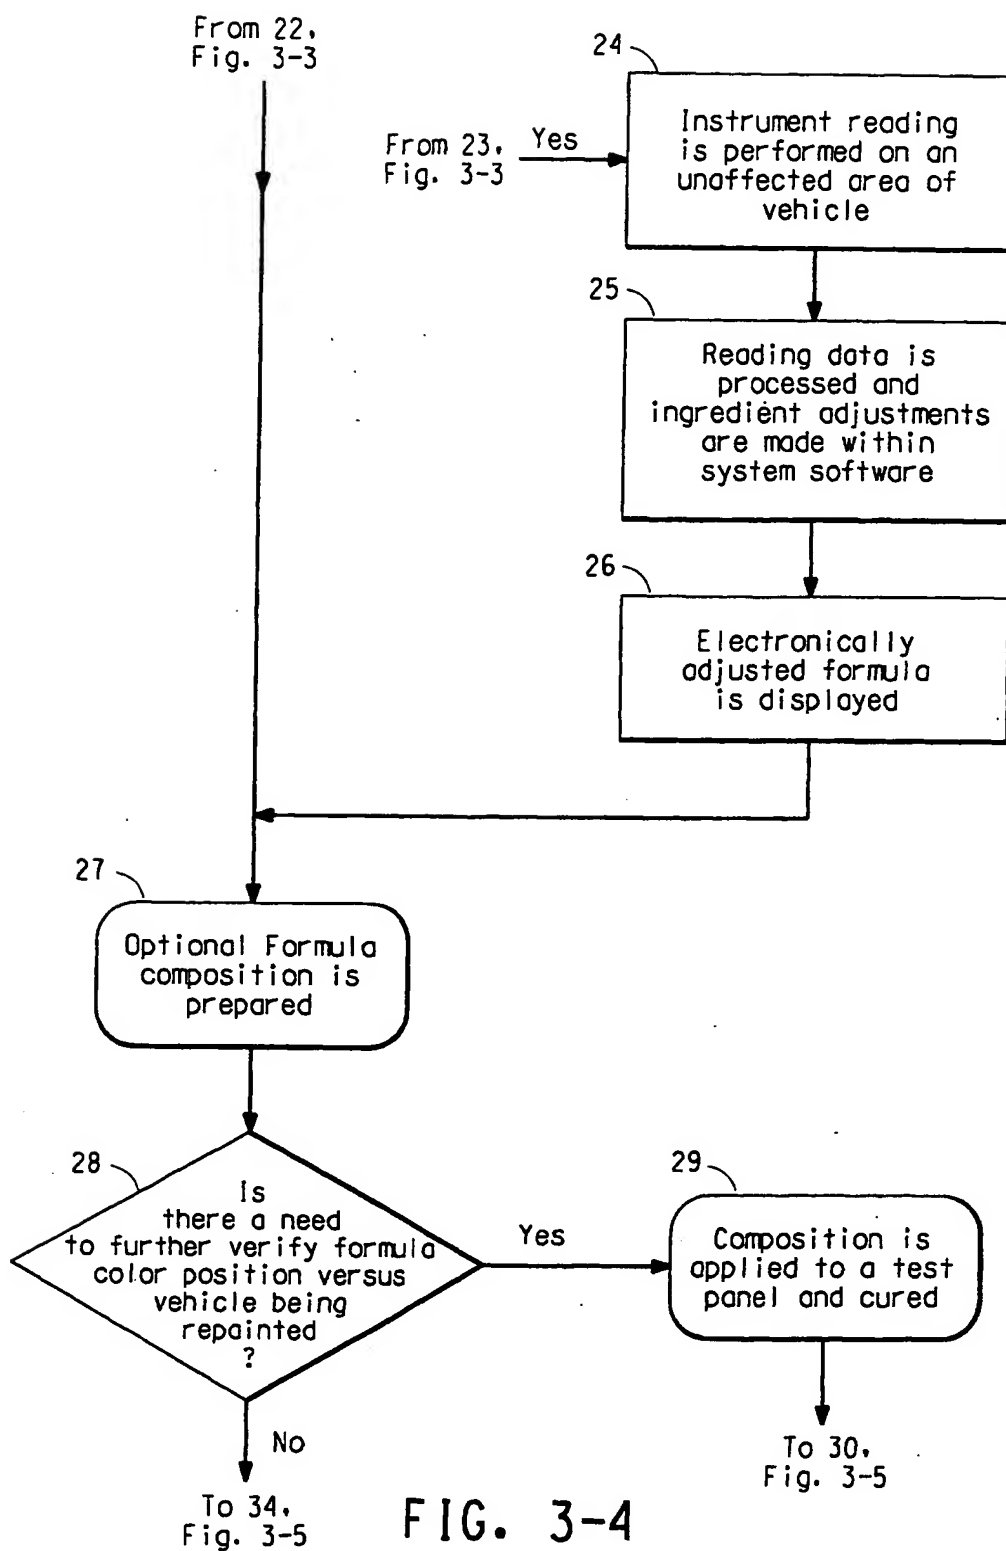 From 22,
Fig. 3-3
24
Instrument reading
is performed on an
unaffected area of
vehicle
From 23,
Fig. 3-3
Yes
25
Reading data is
processed and
ingredient adjustments
are made within
system software
26
Electronically
adjusted formula
is displayed
27
Optional Formula
composition is
prepared
28
Is
there a need
to further verify formula
color position versus
vehicle being
repainted
?
Yes
29
Composition is
applied to a test
panel and cured
No
To 30,
Fig. 3-5
To 34,
Fig. 3-5
FIG. 3-4